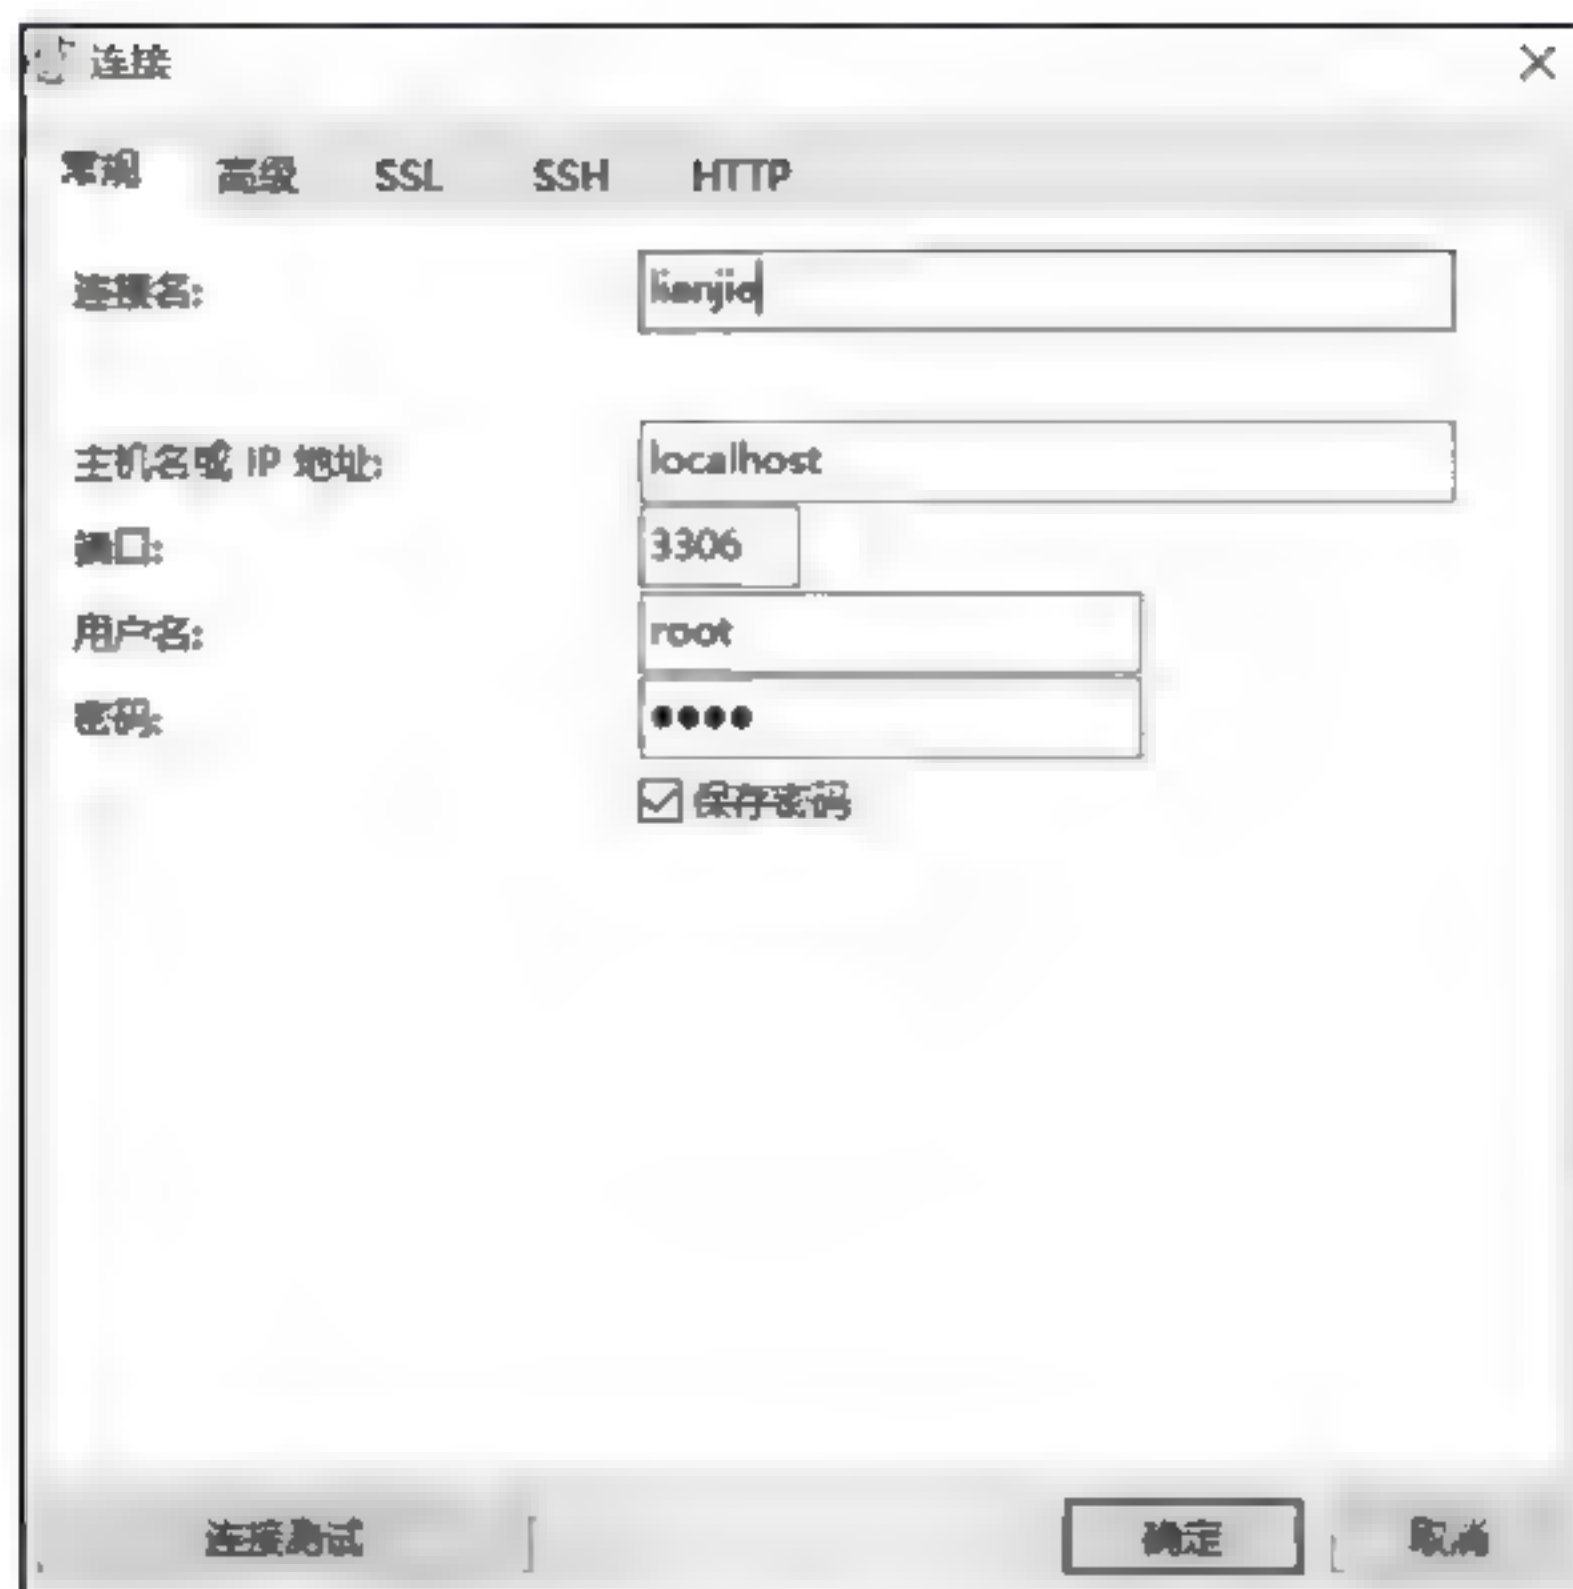 连接
常规 高级 SSL SSH HTTP
连接名: lianjia
主机名或 IP 地址: localhost
端口: 3306
用户名: root
密码: ●●●●
保存密码
连接测试 确定 取消